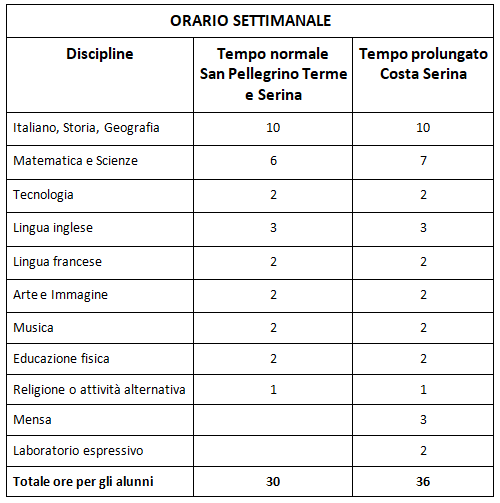 ORARIO SETTIMANALE
Discipline Tempo normale San Pellegrino Terme e Serina Tempo prolungato Costa Serina
Italiano, Storia, Geografia 10 10
Matematica e Scienze 6 7
Tecnologia 2 2
Lingua inglese 3 3
Lingua francese 2 2
Arte e Immagine 2 2
Musica 2 2
Educazione fisica 2 2
Religione o attività alternativa 1 1
Mensa 3
Laboratorio espressivo 2
Totale ore per gli alunni 30 36